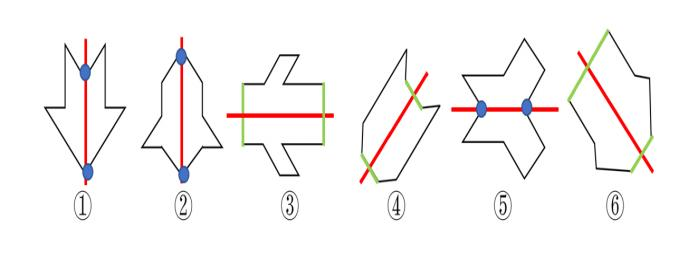 ① ② ③ ④ ⑤ ⑥